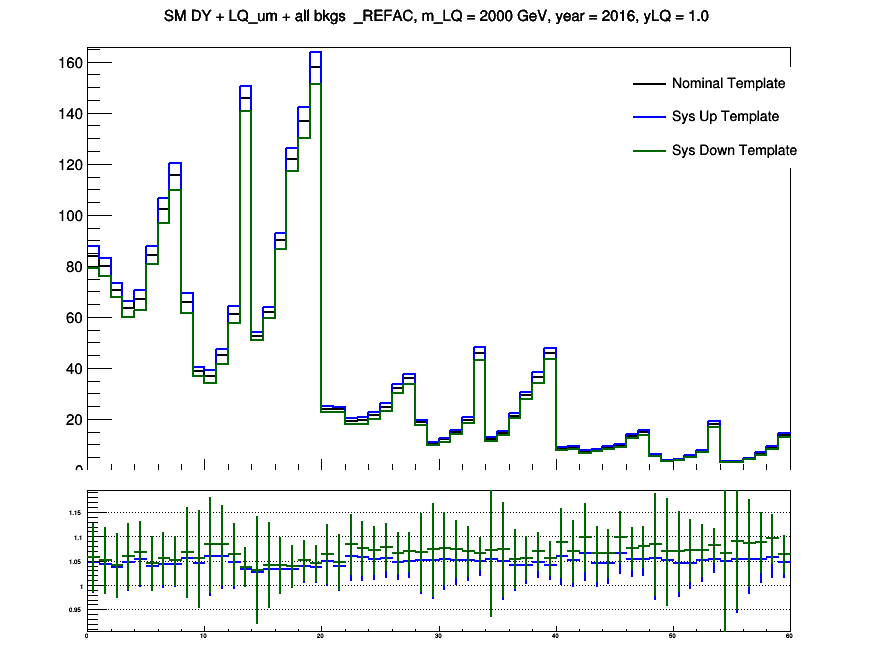 SM DY + LQ_um + all bkgs _REFAC, m_LQ = 2000 GeV, year = 2016, yLQ = 1.0
160
140
120
100
80
60
40
20
0
Nominal Template
Sys Up Template
Sys Down Template
1.15
1.1
1.05
1
0.95
0 10 20 30 40 50 60